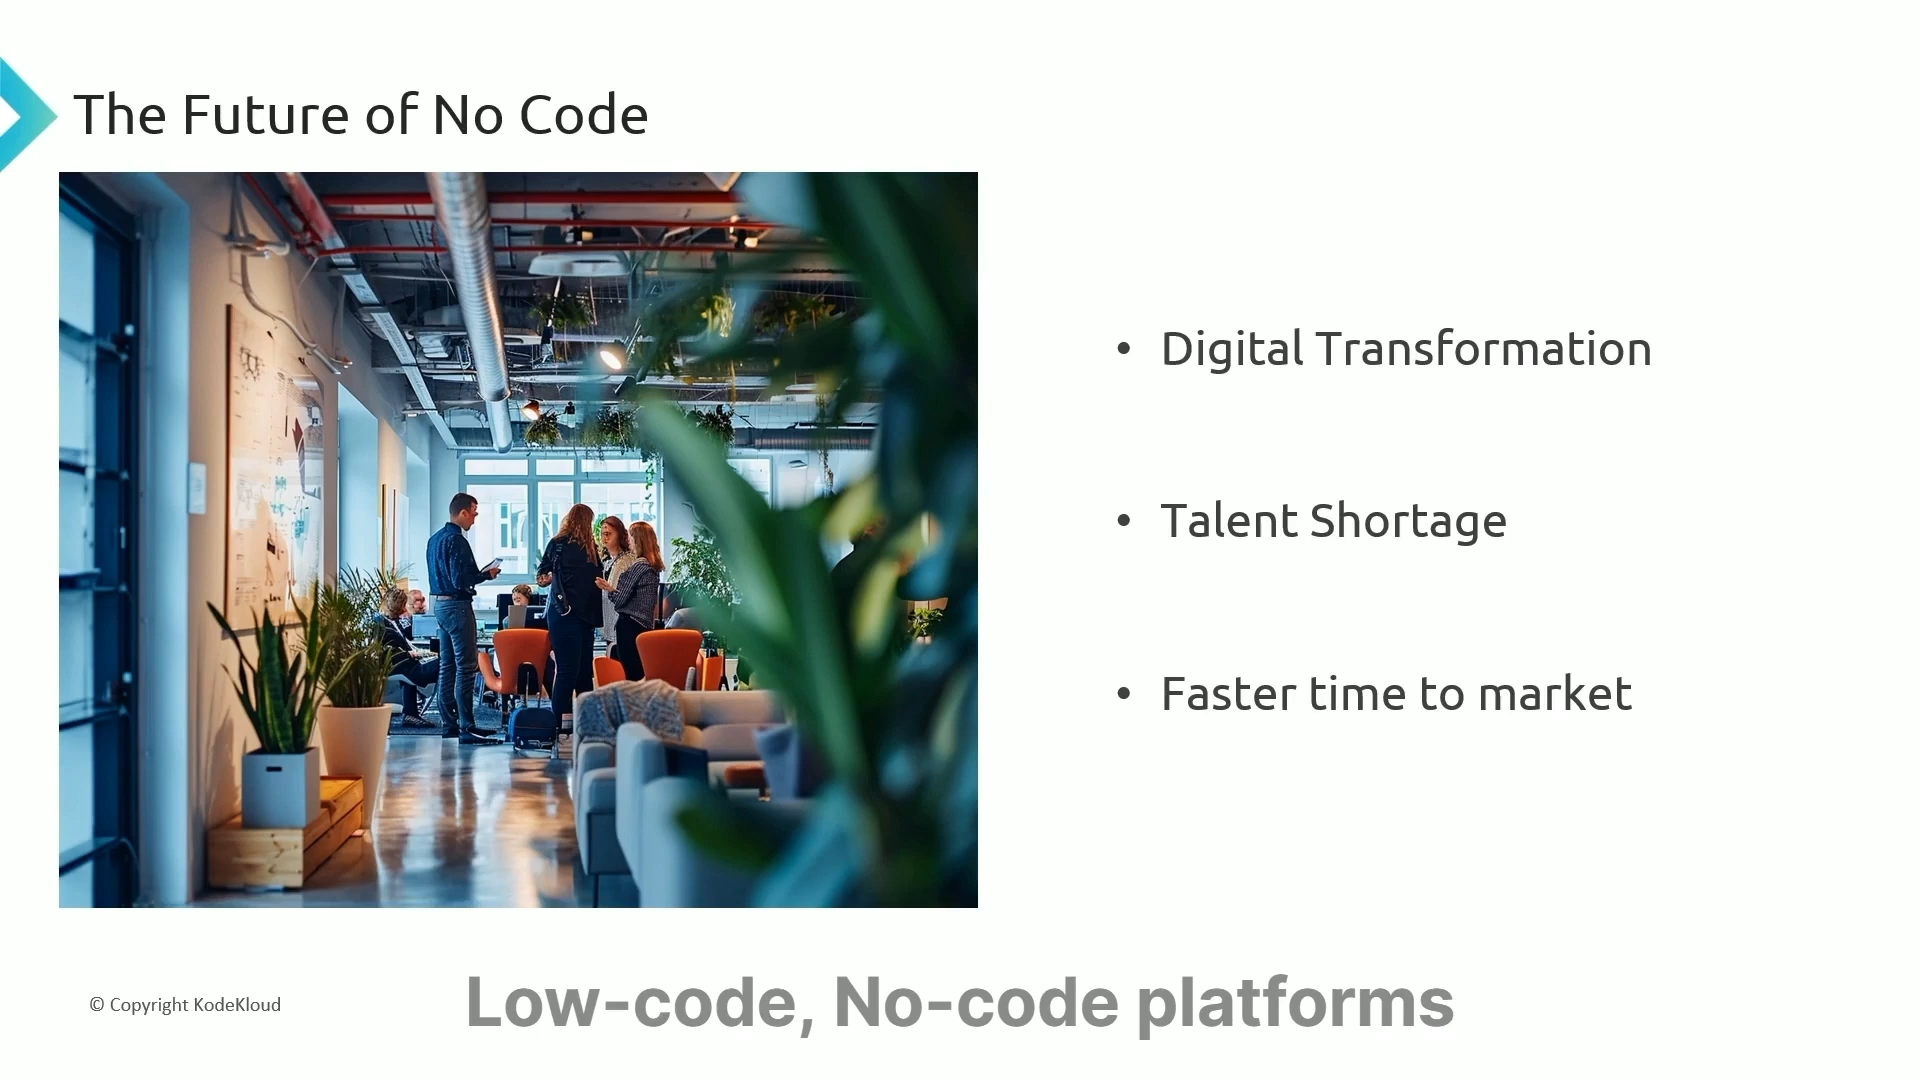 The Future of No Code
• Digital Transformation
• Talent Shortage
• Faster time to market
© Copyright KodeKloud
Low-code, No-code platforms